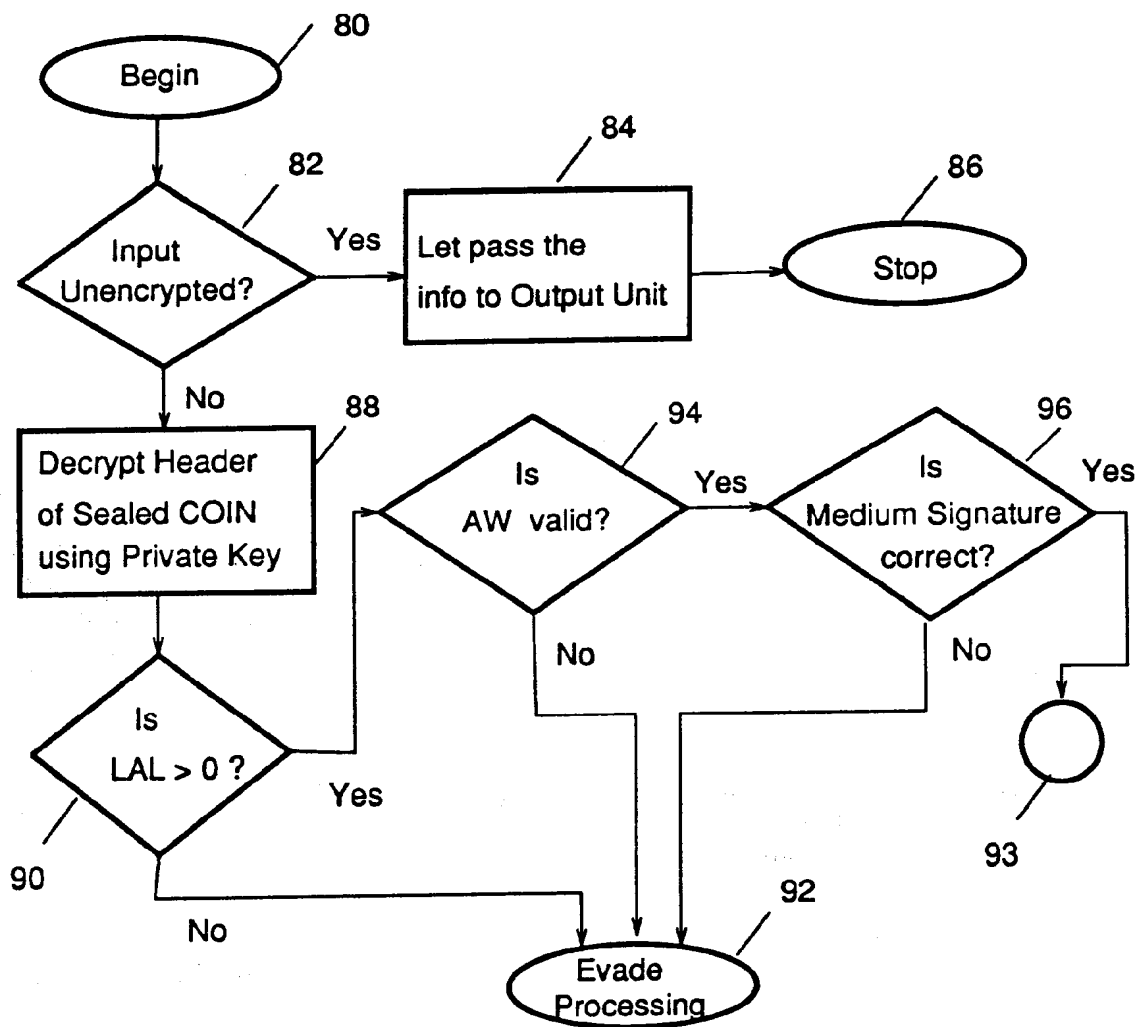 80
Begin
82
Input
Unencrypted?
Yes
84
Let pass the
info to Output Unit
86
Stop
No
88
Decrypt Header
of Sealed COIN
using Private Key
94
Is
AW valid?
Yes
96
Is
Medium Signature
correct?
Yes
No
No
Is
LAL > 0 ?
Yes
90
93
No
92
Evade
Processing